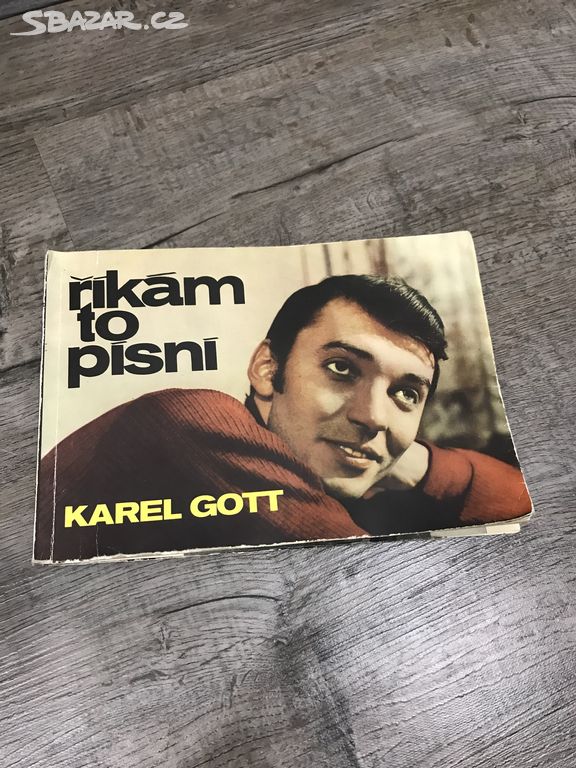 SBAZAR.CZ
říkám
to
písní
KAREL GOTT